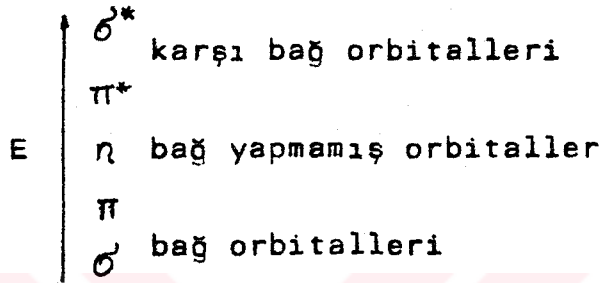 σ*
karşı bağ orbitalleri
π*
E n bağ yapmamış orbitaller
π
bağ orbitalleri
σ